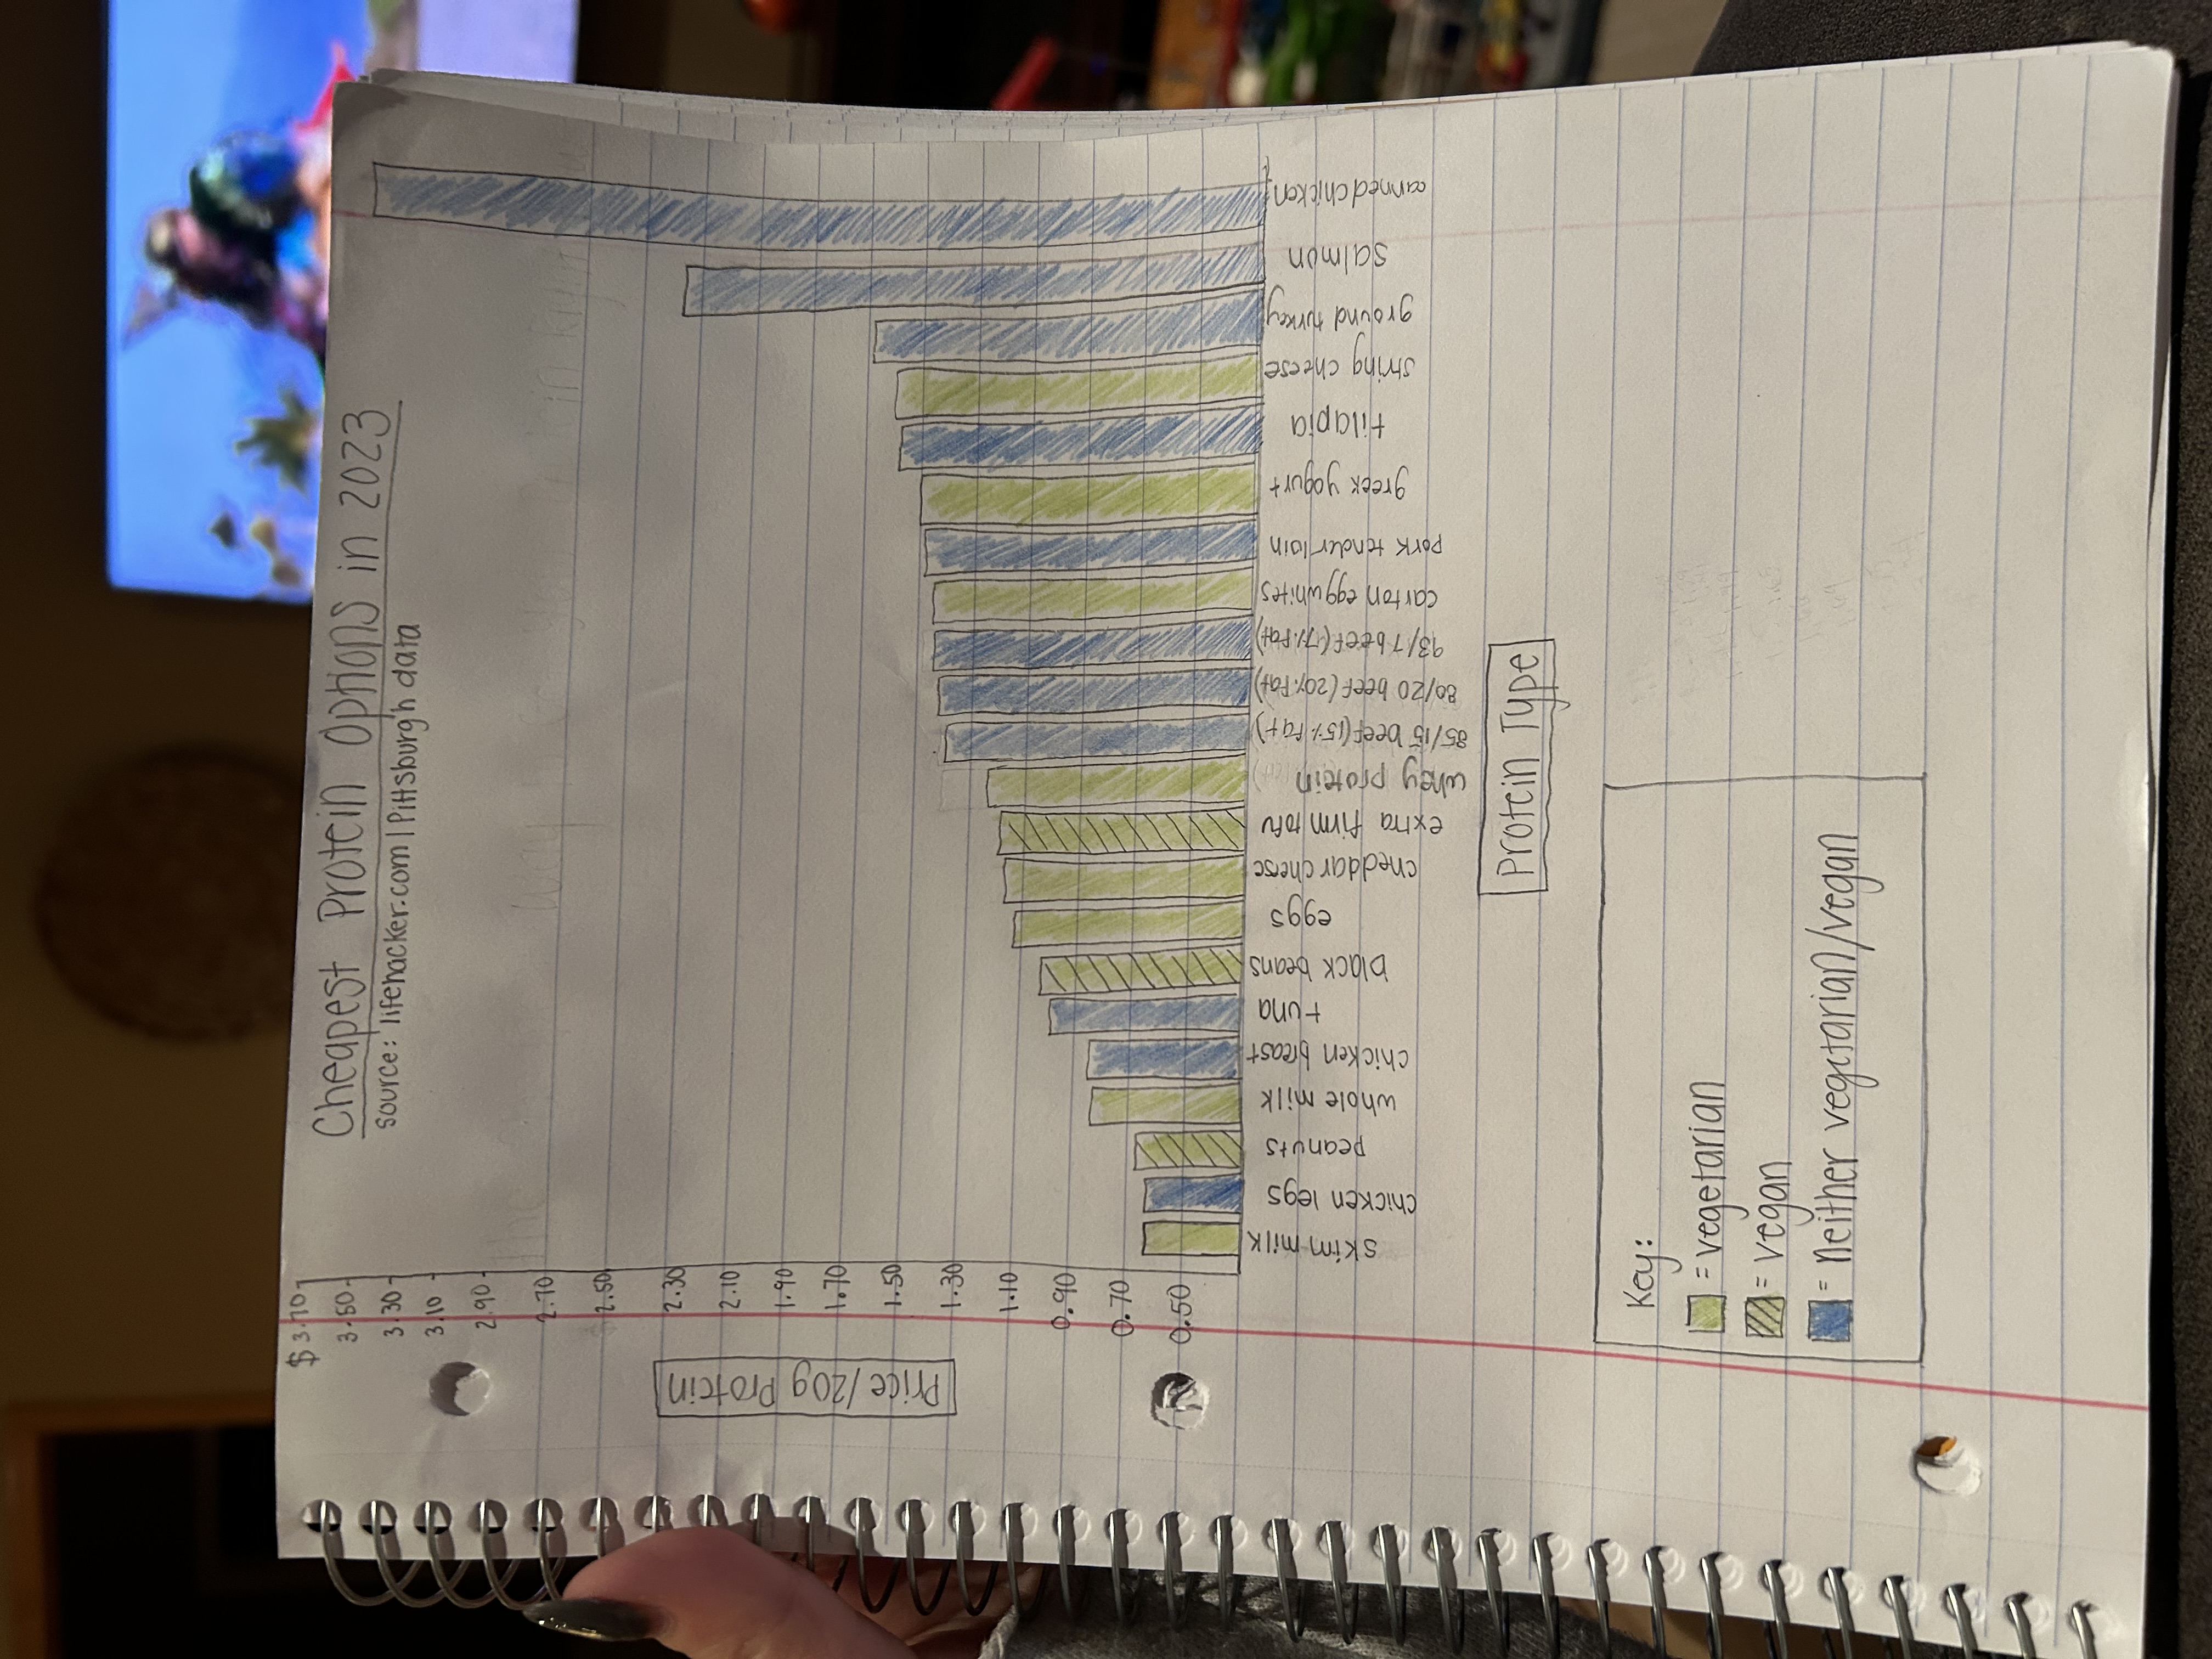 Cheapest Protein Options in 2023
source: lifehacker.com | Pittsburgh data
$ 3.70
3.50
3.30
3.10
2.90
2.70
2.50
2.30
2.10
1.90
1.70
1.50
1.30
1.10
0.90
0.70
0.50
Price/20g Protein
skim milk
chicken legs
peanuts
whole milk
chicken breast
tuna
black beans
eggs
cheddar cheese
extra firm tofu
whey protein
85/15 beef (15% fat)
80/20 beef (20% fat)
93/7 beef (7% fat)
carton egg whites
pork tenderloin
greek yogurt
tilapia
string cheese
ground turkey
salmon
canned chicken
Protein Type
Key:
= vegetarian
= vegan
= neither vegetarian/vegan